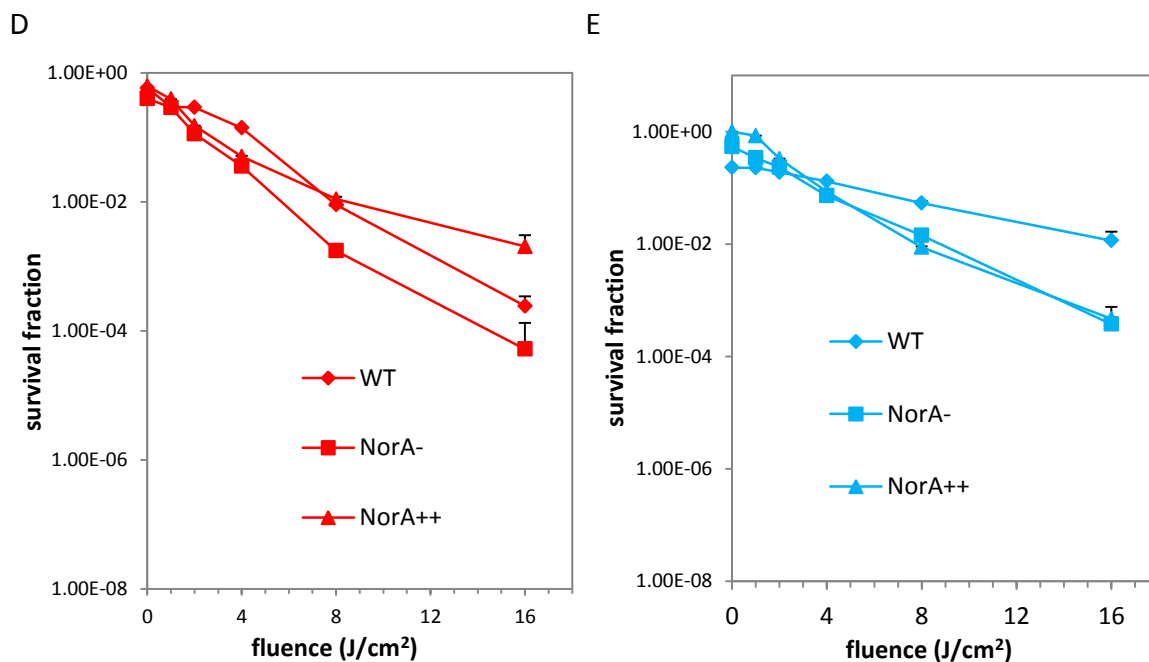 D
1.00E+00
1.00E-02
1.00E-04
1.00E-06
1.00E-08
survival fraction
WT
NorA-
NorA++
0 4 8 12 16
fluence (J/cm²)
E
1.00E+00
1.00E-02
1.00E-04
1.00E-06
1.00E-08
survival fraction
WT
NorA-
NorA++
0 4 8 12 16
fluence (J/cm²)